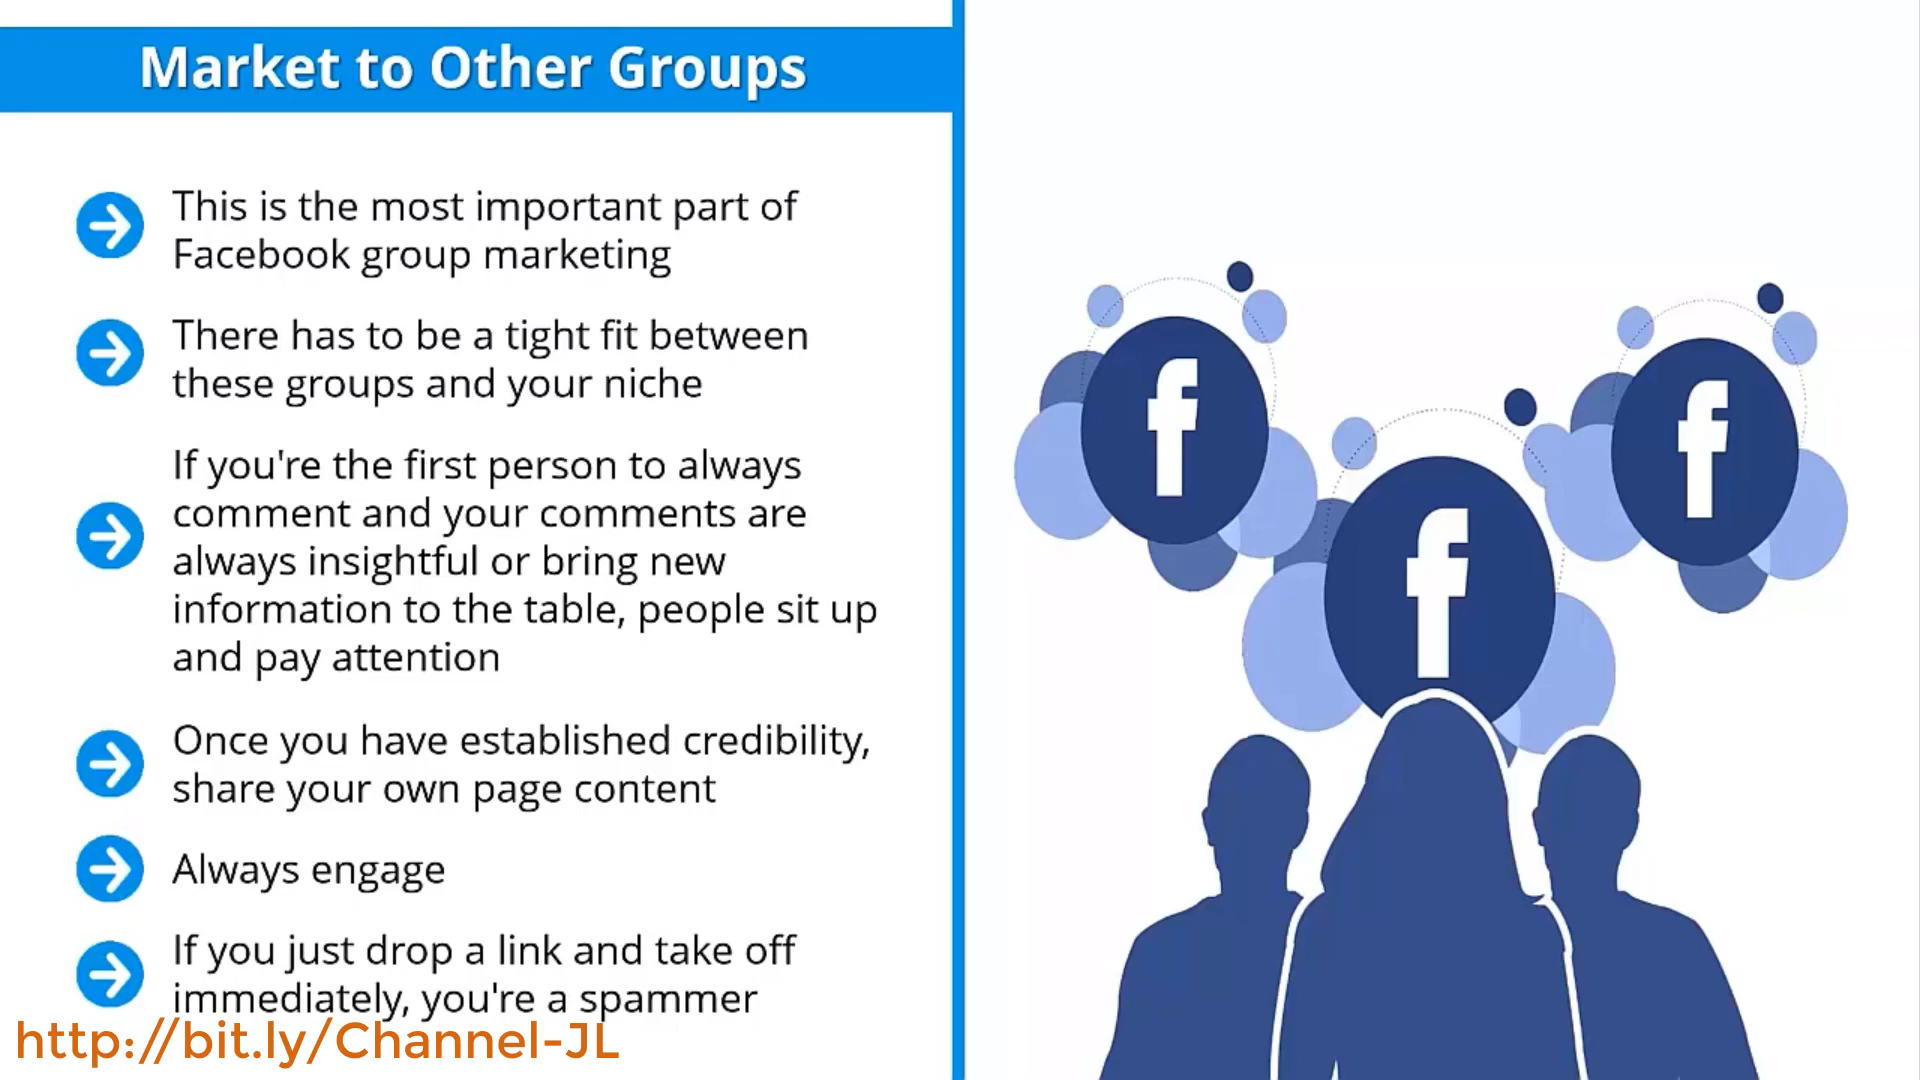 Market to Other Groups
This is the most important part of
Facebook group marketing
There has to be a tight fit between
these groups and your niche
If you're the first person to always
comment and your comments are
always insightful or bring new
information to the table, people sit up
and pay attention
Once you have established credibility,
share your own page content
Always engage
If you just drop a link and take off
immediately, you're a spammer
http://bit.ly/Channel-JL
f
f
f